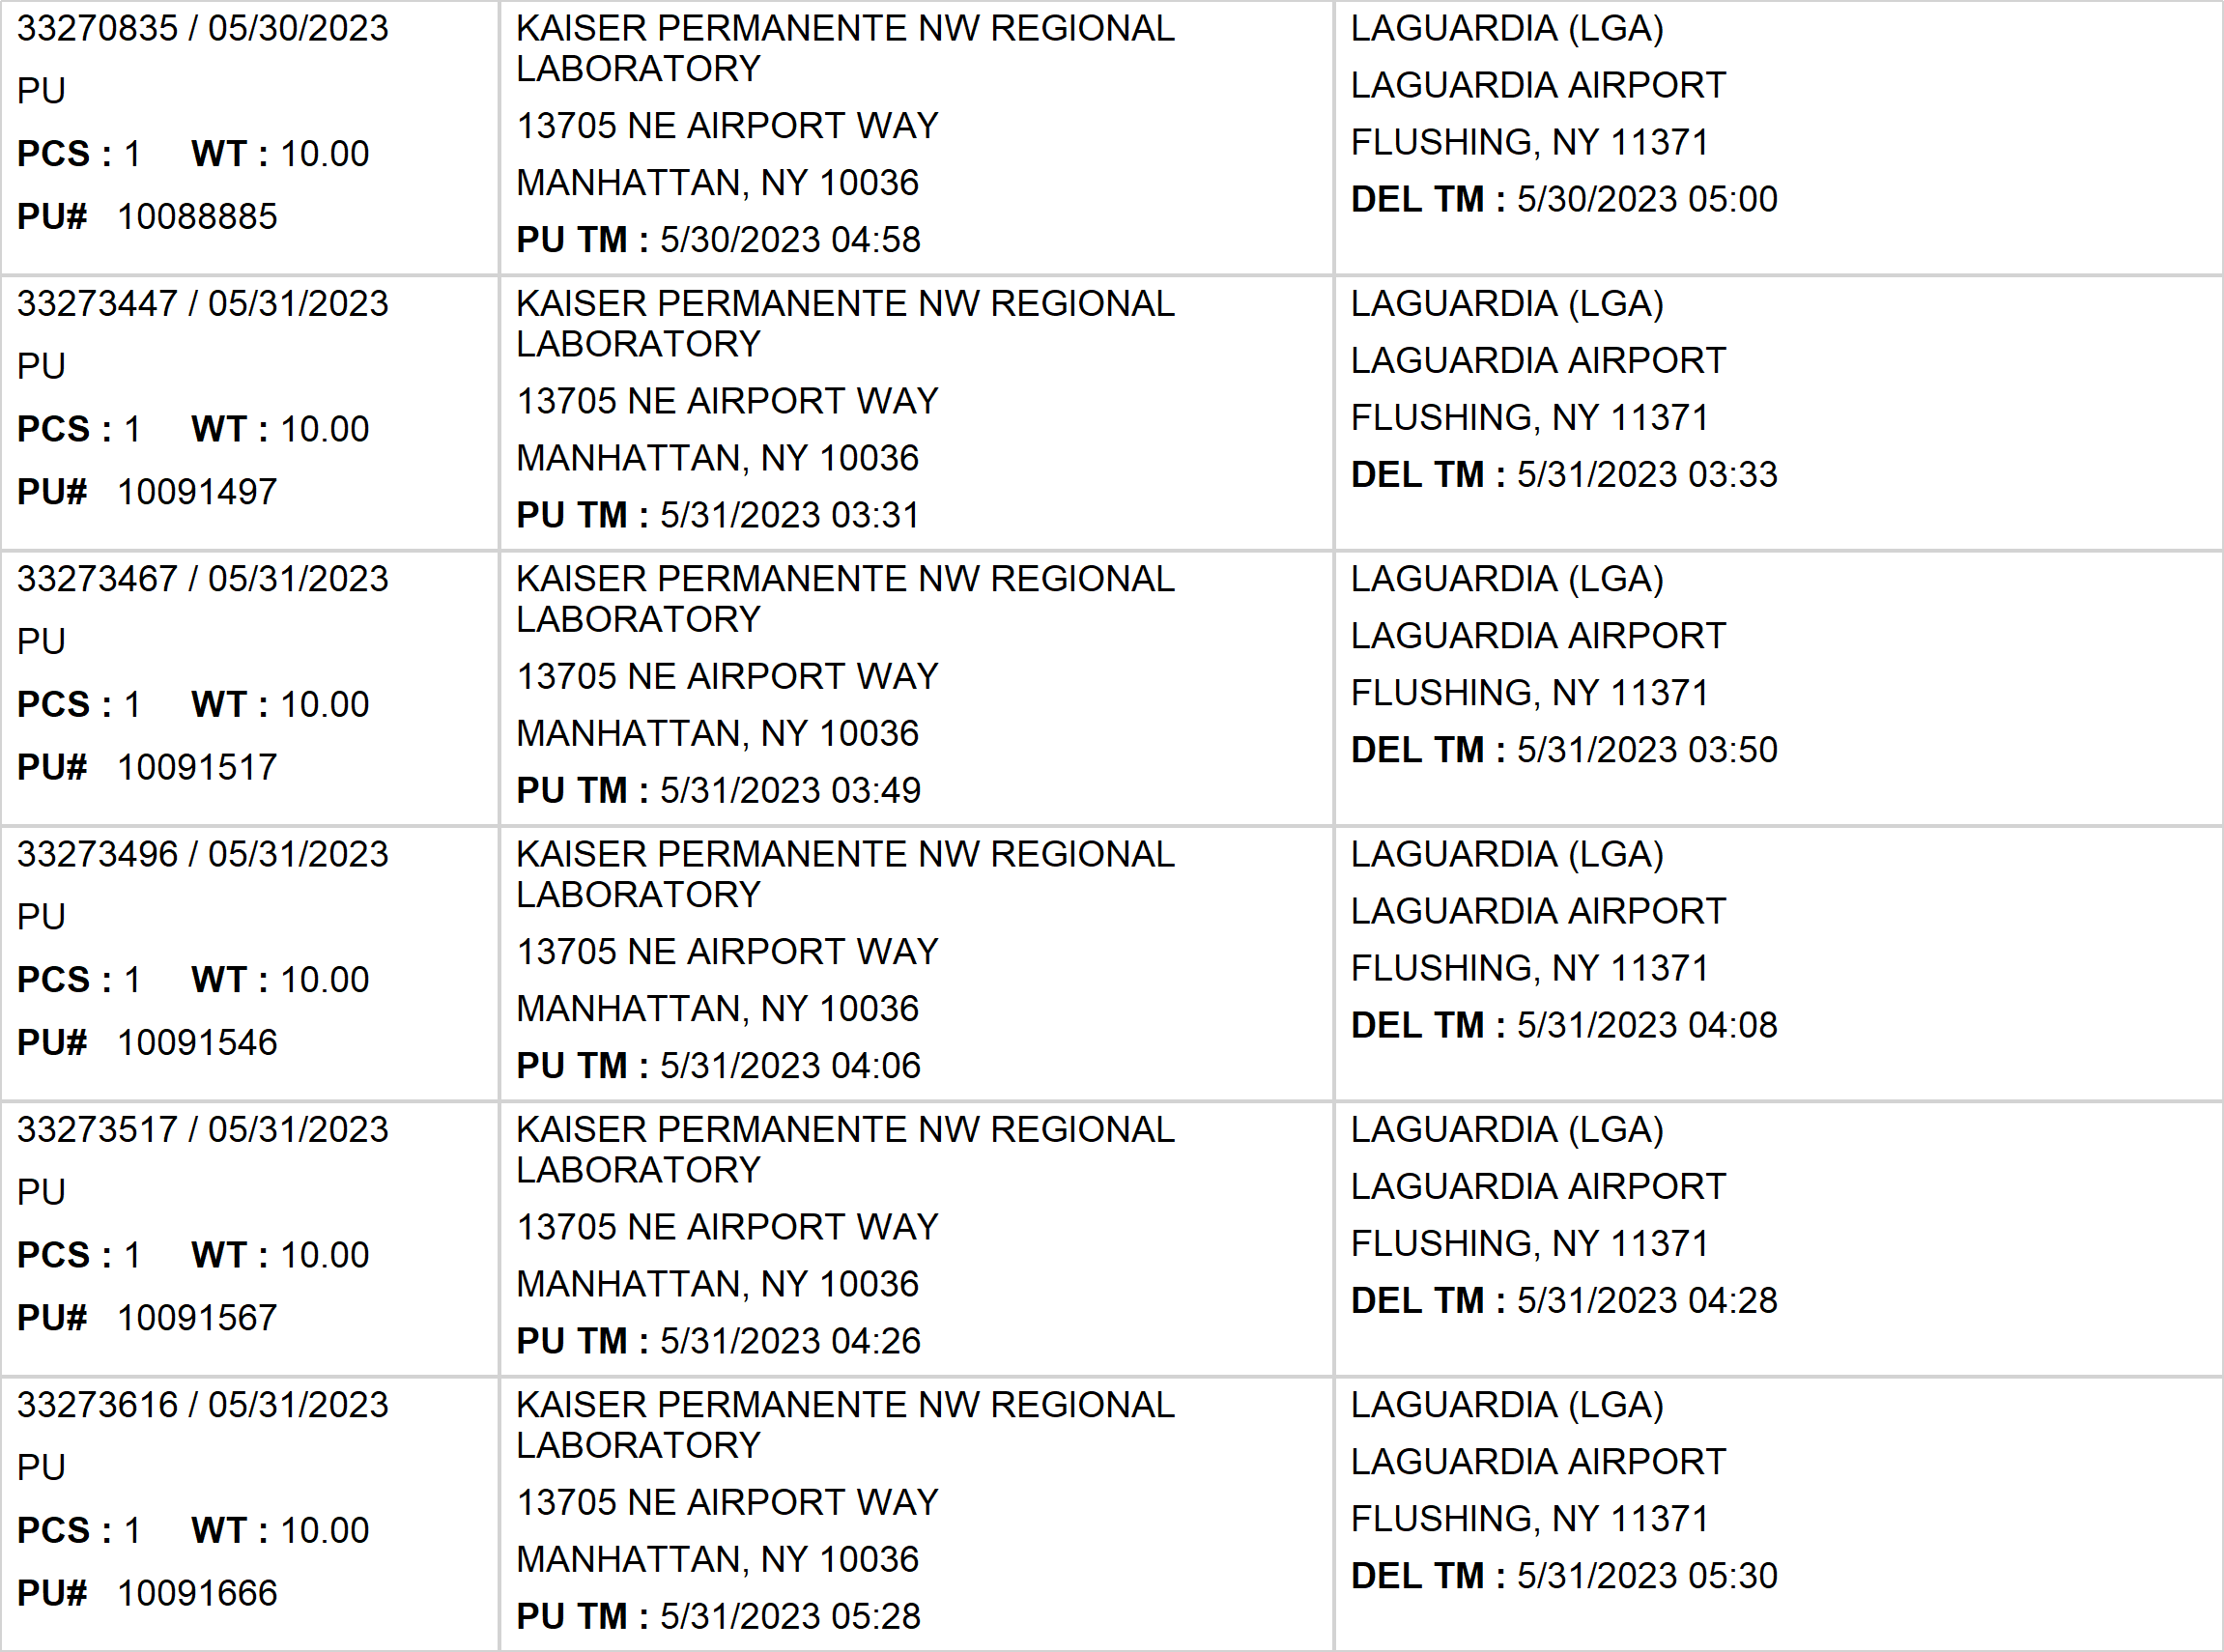 33270835 / 05/30/2023
PU
PCS : 1 WT : 10.00
PU# 10088885
KAISER PERMANENTE NW REGIONAL
LABORATORY
13705 NE AIRPORT WAY
MANHATTAN, NY 10036
PU TM : 5/30/2023 04:58
LAGUARDIA (LGA)
LAGUARDIA AIRPORT
FLUSHING, NY 11371
DEL TM : 5/30/2023 05:00
33273447 / 05/31/2023
PU
PCS : 1 WT : 10.00
PU# 10091497
KAISER PERMANENTE NW REGIONAL
LABORATORY
13705 NE AIRPORT WAY
MANHATTAN, NY 10036
PU TM : 5/31/2023 03:31
LAGUARDIA (LGA)
LAGUARDIA AIRPORT
FLUSHING, NY 11371
DEL TM : 5/31/2023 03:33
33273467 / 05/31/2023
PU
PCS : 1 WT : 10.00
PU# 10091517
KAISER PERMANENTE NW REGIONAL
LABORATORY
13705 NE AIRPORT WAY
MANHATTAN, NY 10036
PU TM : 5/31/2023 03:49
LAGUARDIA (LGA)
LAGUARDIA AIRPORT
FLUSHING, NY 11371
DEL TM : 5/31/2023 03:50
33273496 / 05/31/2023
PU
PCS : 1 WT : 10.00
PU# 10091546
KAISER PERMANENTE NW REGIONAL
LABORATORY
13705 NE AIRPORT WAY
MANHATTAN, NY 10036
PU TM : 5/31/2023 04:06
LAGUARDIA (LGA)
LAGUARDIA AIRPORT
FLUSHING, NY 11371
DEL TM : 5/31/2023 04:08
33273517 / 05/31/2023
PU
PCS : 1 WT : 10.00
PU# 10091567
KAISER PERMANENTE NW REGIONAL
LABORATORY
13705 NE AIRPORT WAY
MANHATTAN, NY 10036
PU TM : 5/31/2023 04:26
LAGUARDIA (LGA)
LAGUARDIA AIRPORT
FLUSHING, NY 11371
DEL TM : 5/31/2023 04:28
33273616 / 05/31/2023
PU
PCS : 1 WT : 10.00
PU# 10091666
KAISER PERMANENTE NW REGIONAL
LABORATORY
13705 NE AIRPORT WAY
MANHATTAN, NY 10036
PU TM : 5/31/2023 05:28
LAGUARDIA (LGA)
LAGUARDIA AIRPORT
FLUSHING, NY 11371
DEL TM : 5/31/2023 05:30